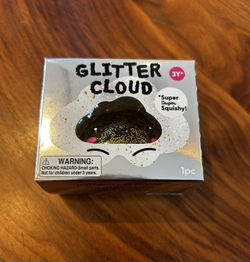 GLITTER
CLOUD
3Y+
*Super
Duper
Squishy!
WARNING:
CHOKING HAZARD-Small parts.
Not for children under 3 years.
1pc